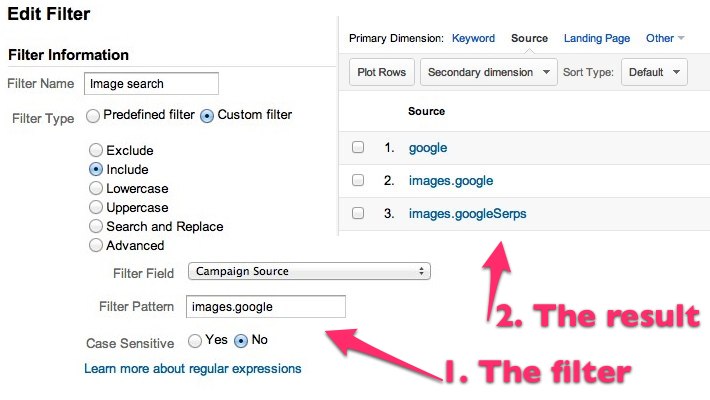 Edit Filter
Filter Information
Filter Name Image search
Filter Type Predefined filter Custom filter
Exclude
Include
Lowercase
Uppercase
Search and Replace
Advanced
Filter Field Campaign Source
Filter Pattern images.google
Case Sensitive Yes No
Learn more about regular expressions
Primary Dimension: Keyword Source Landing Page Other
Plot Rows Secondary dimension Sort Type: Default
Source
1. google
2. images.google
3. images.googleSerps
2. The result
1. The filter